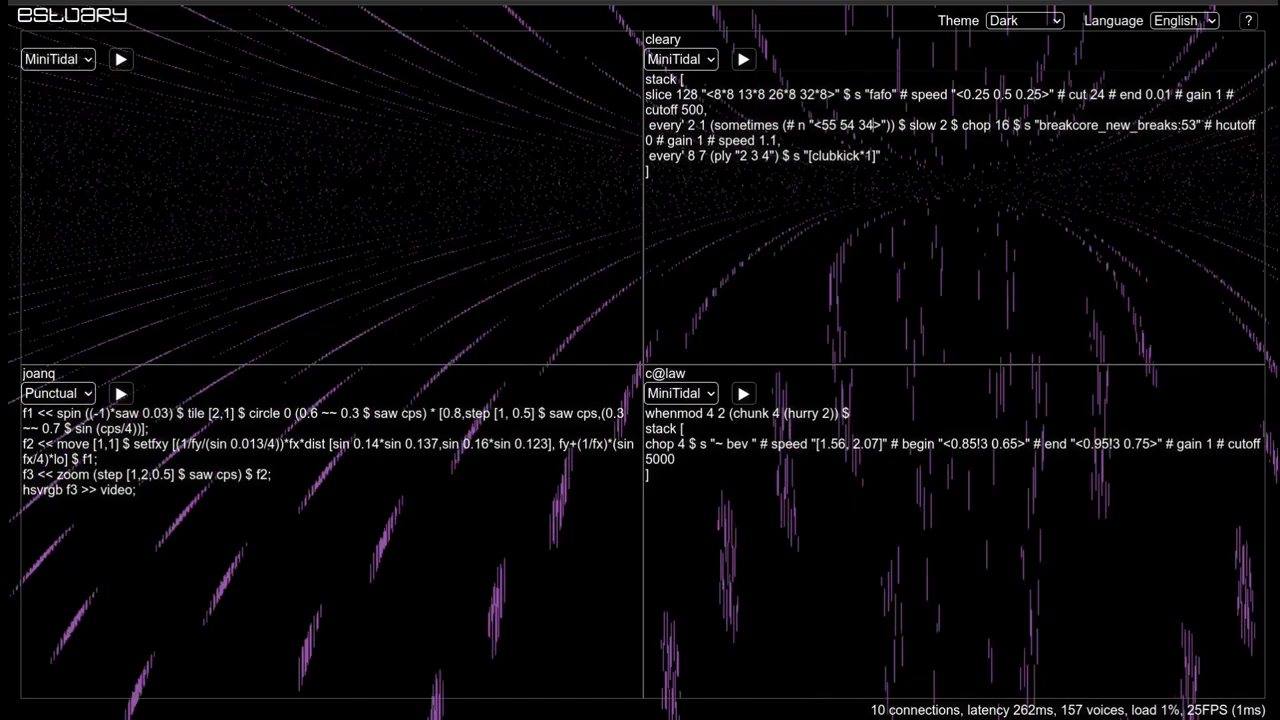 estuary
Theme Dark Language English ?
MiniTidal
cleary
MiniTidal
stack [
slice 128 "<8*8 13*8 26*8 32*8>" $ s "fafo" # speed "<0.25 0.5 0.25>" # cut 24 # end 0.01 # gain 1 #
cutoff 500,
every' 2 1 (sometimes (# n "<55 54 34>")) $ slow 2 $ chop 16 $ s "breakcore_new_breaks:53" # hcutoff
0 # gain 1 # speed 1.1,
every' 8 7 (ply "2 3 4") $ s "[clubkick*1]"
]
joanq
Punctual
f1 << spin ((-1)*saw 0.03) $ tile [2,1] $ circle 0 (0.6 ~~ 0.3 $ saw cps) * [0.8,step [1, 0.5] $ saw cps,(0.3
~~ 0.7 $ sin (cps/4))];
f2 << move [1,1] $ setfxy [(1/fy/(sin 0.013/4))*fx*dist [sin 0.14*sin 0.137,sin 0.16*sin 0.123], fy+(1/fx)*(sin
fx/4)*lo] $ f1;
f3 << zoom (step [1,2,0.5] $ saw cps) $ f2;
hsvrgb f3 >> video;
c@law
MiniTidal
whenmod 4 2 (chunk 4 (hurry 2)) $
stack [
chop 4 $ s "~ bev " # speed "[1.56, 2.07]" # begin "<0.85!3 0.65>" # end "<0.95!3 0.75>" # gain 1 # cutoff
5000
]
10 connections, latency 262ms, 157 voices, load 1%, 25FPS (1ms)